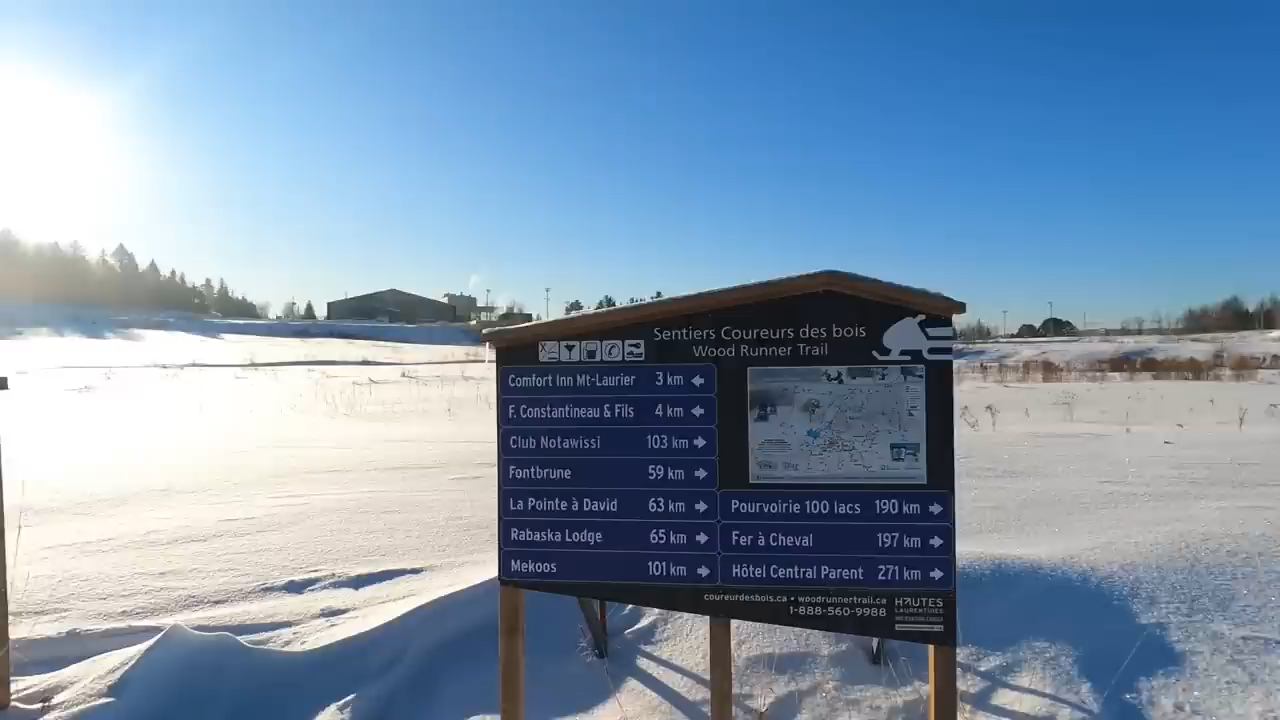 Sentiers Coureurs des bois
Wood Runner Trail
Comfort Inn Mt-Laurier 3 km
F. Constantineau & Fils 4 km
Club Notawissi 103 km
Fontbrune 59 km
La Pointe à David 63 km
Rabaska Lodge 65 km
Mekoos 101 km
Pourvoirie 100 lacs 190 km
Fer à Cheval 197 km
Hôtel Central Parent 271 km
coureurdesbois.ca • woodrunnertrail.ca
1-888-560-9988
HAUTES
LAURENTIDES